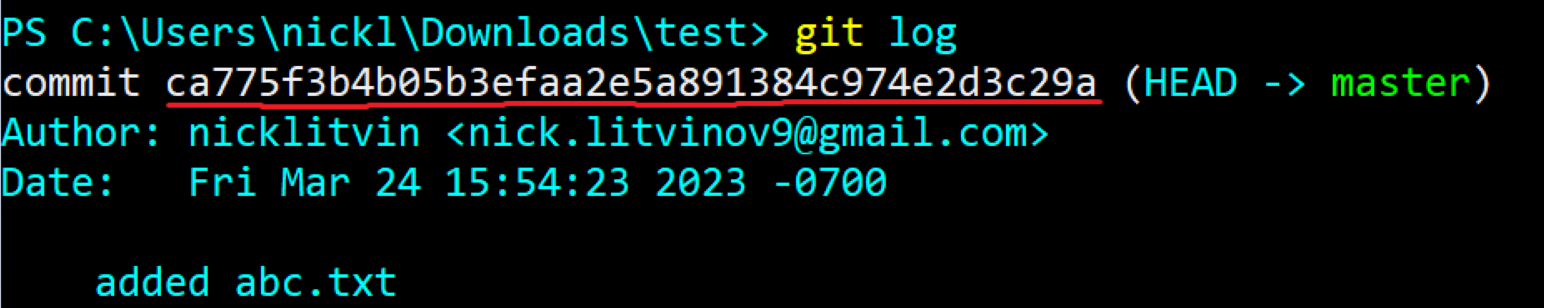 PS C:\Users\nickl\Downloads\test> git log
commit ca775f3b4b05b3efaa2e5a891384c974e2d3c29a (HEAD -> master)
Author: nicklitvin <nick.litvinov9@gmail.com>
Date:   Fri Mar 24 15:54:23 2023 -0700
    added abc.txt